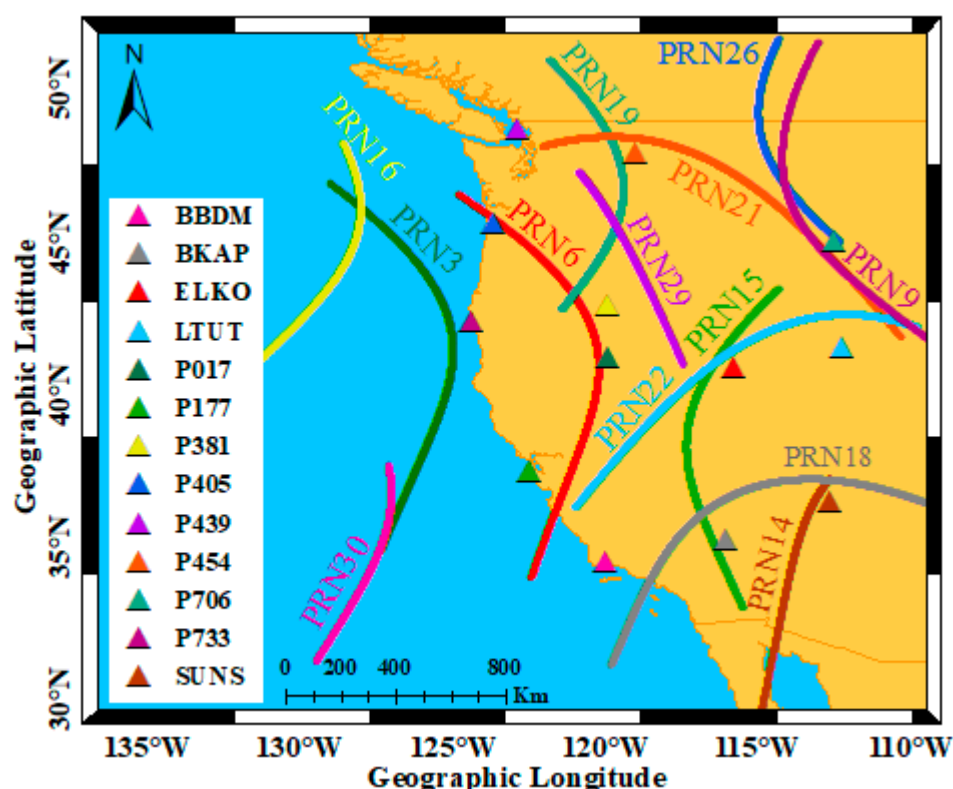 N
PRN26
PRN19
PRN16
PRN21
PRN3
PRN6
PRN29
PRN15
PRN9
PRN22
PRN18
PRN14
PRN30
BBDM
BKAP
ELKO
LTUT
P017
P177
P381
P405
P439
P454
P706
P733
SUNS
0 200 400 800
Km
50°N
45°N
40°N
35°N
30°N
Geographic Latitude
135°W 130°W 125°W 120°W 115°W 110°W
Geographic Longitude